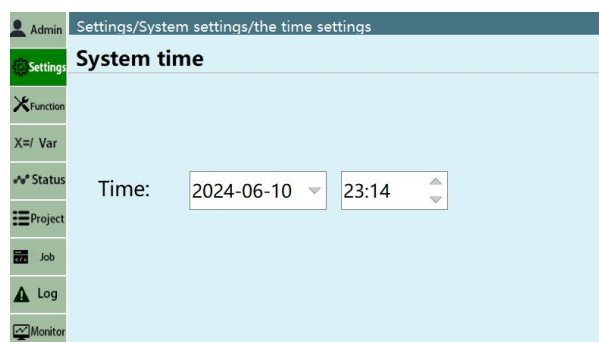 Admin
Settings/System settings/the time settings
Settings
System time
Function
X=/ Var
Status
Time:
2024-06-10
23:14
Project
Job
Log
Monitor